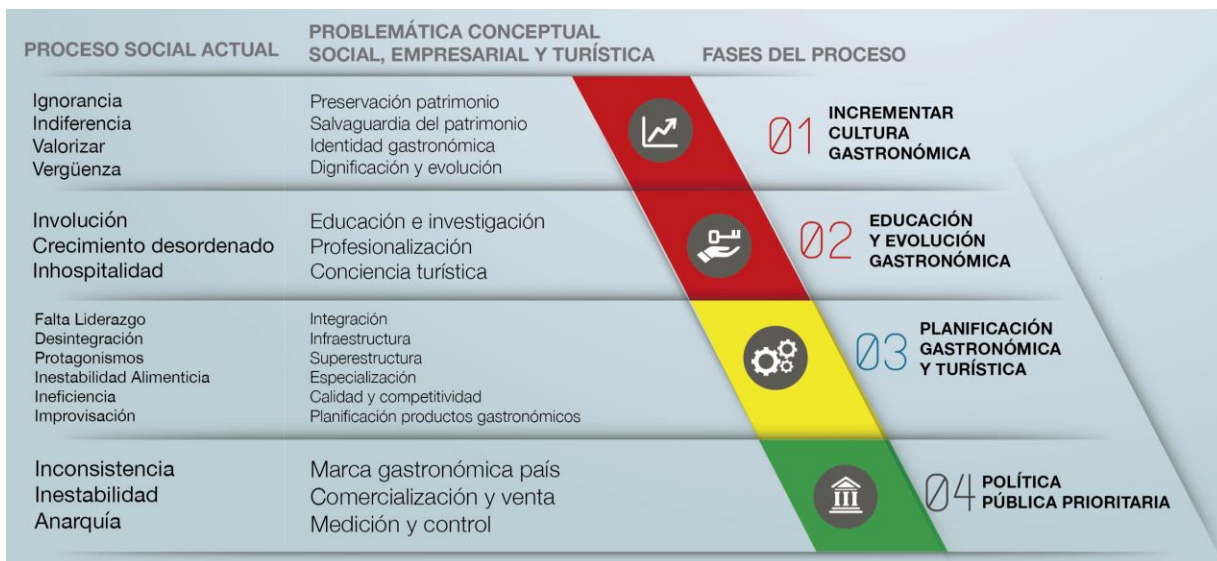 PROCESO SOCIAL ACTUAL
PROBLEMÁTICA CONCEPTUAL
SOCIAL, EMPRESARIAL Y TURÍSTICA
FASES DEL PROCESO
Ignorancia
Indiferencia
Valorizar
Vergüenza
Preservación patrimonio
Salvaguardia del patrimonio
Identidad gastronómica
Dignificación y evolución
01
INCREMENTAR
CULTURA
GASTRONÓMICA
Involución
Crecimiento desordenado
Inhospitalidad
Educación e investigación
Profesionalización
Conciencia turística
02
EDUCACIÓN
Y EVOLUCIÓN
GASTRONÓMICA
Falta Liderazgo
Desintegración
Protagonismos
Inestabilidad Alimenticia
Ineficiencia
Improvisación
Integración
Infraestructura
Superestructura
Especialización
Calidad y competitividad
Planificación productos gastronómicos
03
PLANIFICACIÓN
GASTRONÓMICA
Y TURÍSTICA
Inconsistencia
Inestabilidad
Anarquía
Marca gastronómica país
Comercialización y venta
Medición y control
04
POLÍTICA
PÚBLICA PRIORITARIA